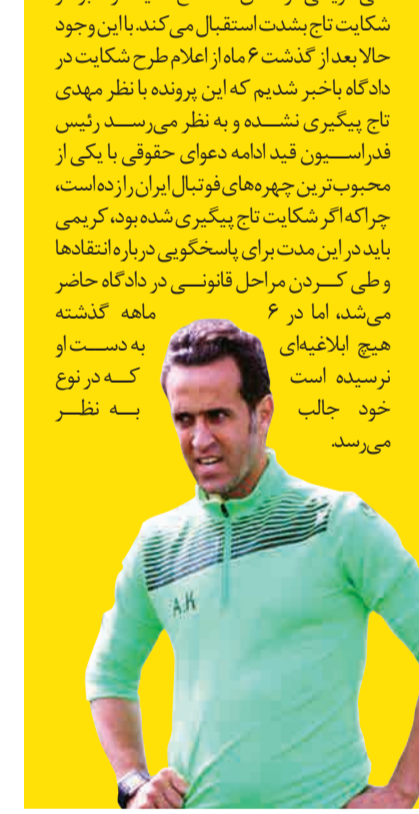 شکایت تاج بشدت استقبال می‌کند. با این وجود
حالا بعد از گذشت ۶ ماه از اعلام طرح شکایت در
دادگاه باخبر شدیم که این پرونده با نظر مهدی
تاج پیگیری نشده و به نظر می‌رسد رئیس
فدراسیون قید ادامه دعوای حقوقی با یکی از
محبوب‌ترین چهره‌های فوتبال ایران را زده است،
چراکه اگر شکایت تاج پیگیری شده بود، کریمی
باید در این مدت برای پاسخگویی درباره انتقادها
و طی کردن مراحل قانونی در دادگاه حاضر
می‌شد، اما در ۶ ماهه گذشته
هیچ ابلاغیه‌ای به دست او
نرسیده است که در نوع
خود جالب به نظر
می‌رسد.
A.K